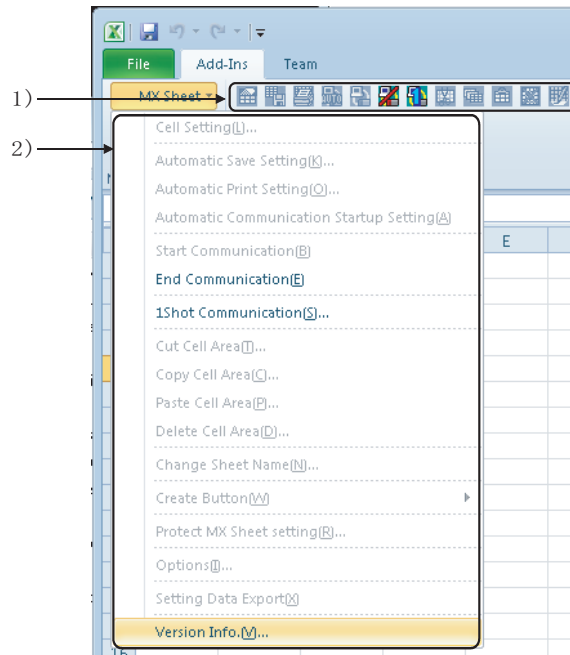 File Add-Ins Team
1)
MX Sheet
2)
Cell Setting(L)...
Automatic Save Setting(K)...
Automatic Print Setting(O)...
Automatic Communication Startup Setting(A)
E
Start Communication(B)
End Communication(E)
1Shot Communication(S)...
Cut Cell Area(T)...
Copy Cell Area(C)...
Paste Cell Area(P)...
Delete Cell Area(D)...
Change Sheet Name(N)...
Create Button(W)
Protect MX Sheet setting(R)...
Options(I)...
Setting Data Export(X)
Version Info.(V)...